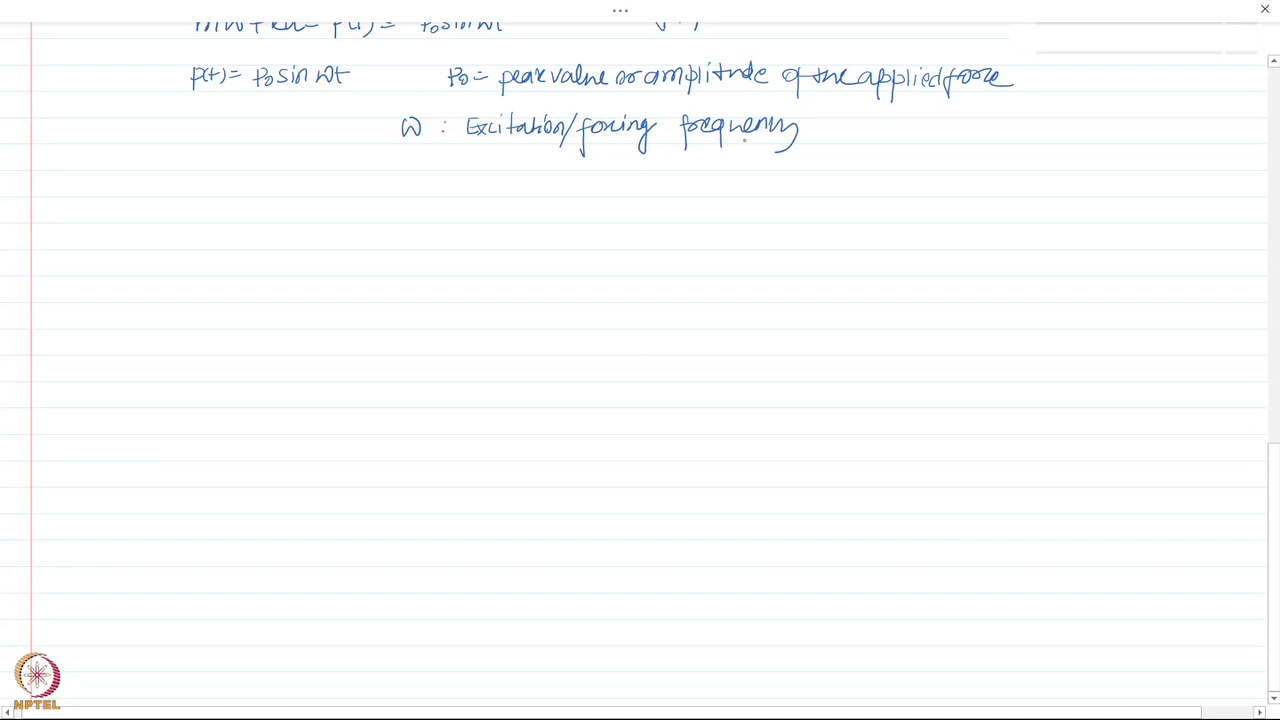 p(t) = p₀ sin ωt p₀ = peak value or amplitude of the applied force
ω : Excitation/forcing frequency
NPTEL